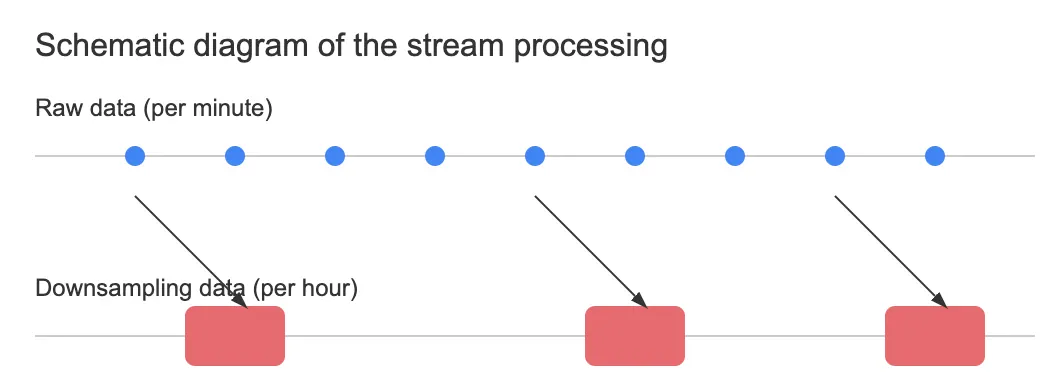 Schematic diagram of the stream processing
Raw data (per minute)
Downsampling data (per hour)